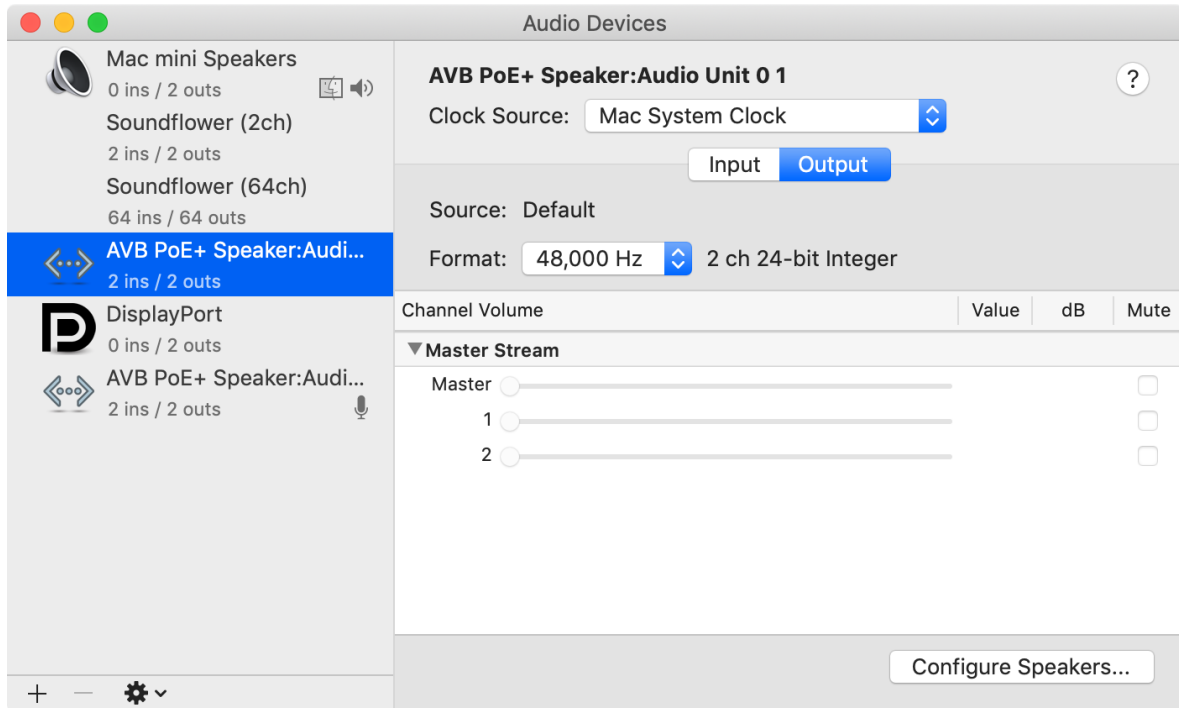 Audio Devices
Mac mini Speakers
0 ins / 2 outs
Soundflower (2ch)
2 ins / 2 outs
Soundflower (64ch)
64 ins / 64 outs
AVB PoE+ Speaker:Audi...
2 ins / 2 outs
DisplayPort
0 ins / 2 outs
AVB PoE+ Speaker:Audi...
2 ins / 2 outs
AVB PoE+ Speaker:Audio Unit 0 1
?
Clock Source: Mac System Clock
Input Output
Source: Default
Format: 48,000 Hz 2 ch 24-bit Integer
Channel Volume Value dB Mute
Master Stream
Master
1
2
Configure Speakers...